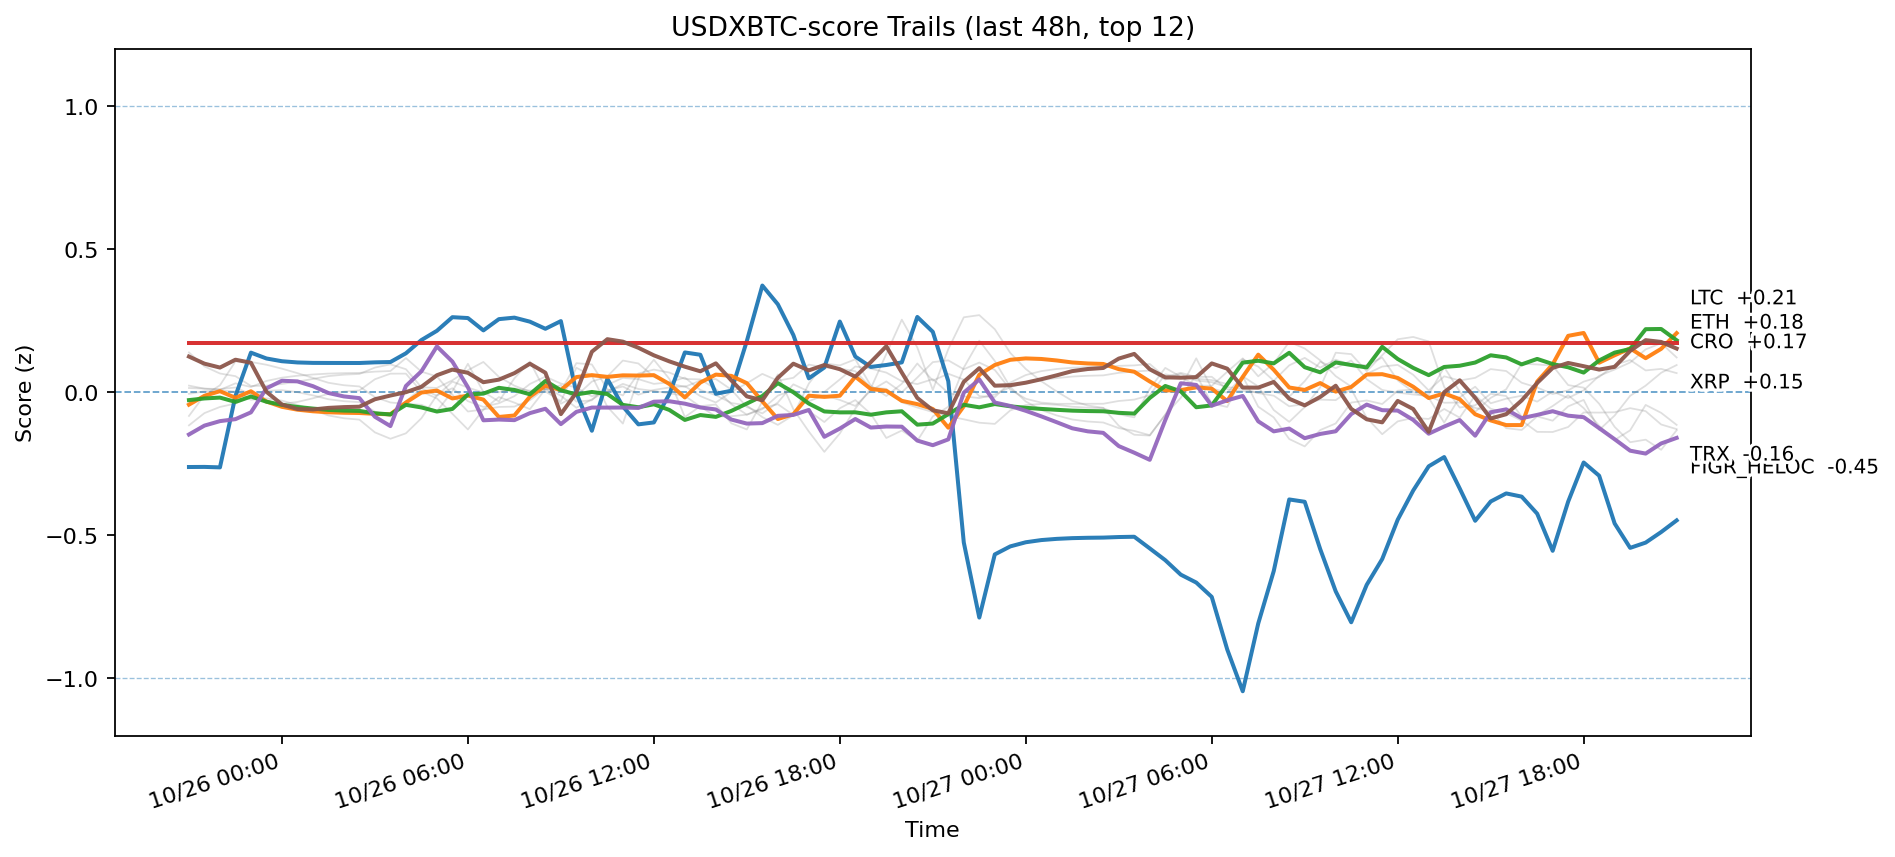 USDXBTC-score Trails (last 48h, top 12)
Score (z)
1.0
0.5
0.0
−0.5
−1.0
LTC +0.21
ETH +0.18
CRO +0.17
XRP +0.15
TRX -0.16
FIGR_HELOC -0.45
10/26 00:00
10/26 06:00
10/26 12:00
10/26 18:00
10/27 00:00
10/27 06:00
10/27 12:00
10/27 18:00
Time